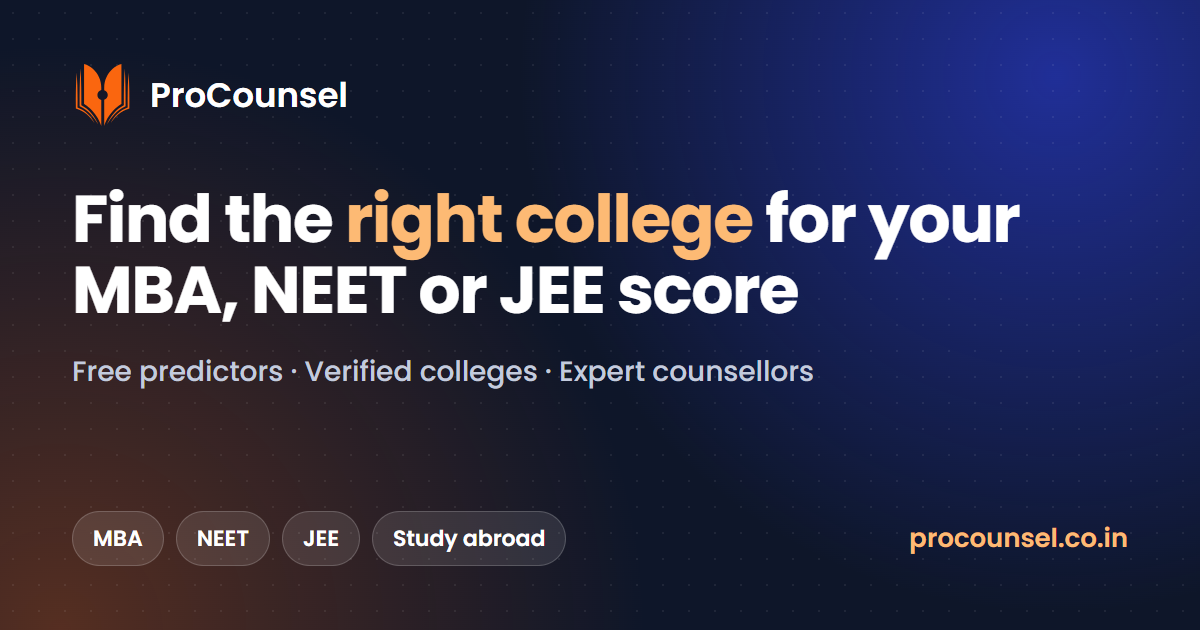 ProCounsel
Find the right college for your
MBA, NEET or JEE score
Free predictors · Verified colleges · Expert counsellors
MBA NEET JEE Study abroad procounsel.co.in